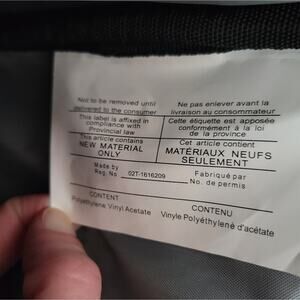 Not to be removed until
delivered to the consumer
Ne pas enlever avant la
livraison au consommateur
This label is affixed in
compliance with
Provincial law
Cette étiquette est apposée
conformément à la loi
de la province
This article contains
NEW MATERIAL
ONLY
Cet article contient
MATÉRIAUX NEUFS
SEULEMENT
Made by
Reg. No 02T-1616209
Fabriqué par
No. de permis
CONTENT
Polyethylene Vinyl Acetate
CONTENU
Vinyle Polyéthylène d'acétate